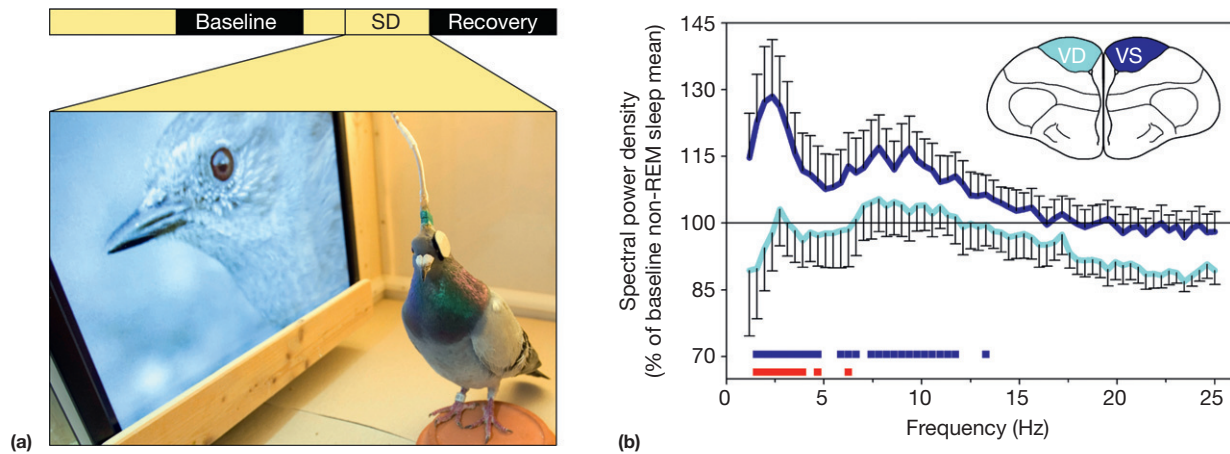 Baseline
SD
Recovery
(a)
(b)
Spectral power density
(% of baseline non-REM sleep mean)
145
130
115
100
85
70
VD
VS
0
5
10
15
20
25
Frequency (Hz)